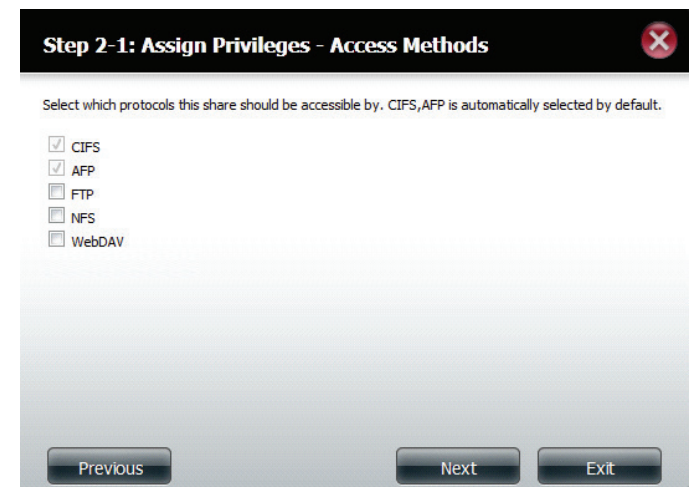 Step 2-1: Assign Privileges - Access Methods
Select which protocols this share should be accessible by. CIFS,AFP is automatically selected by default.
CIFS
AFP
FTP
NFS
WebDAV
Previous
Next
Exit